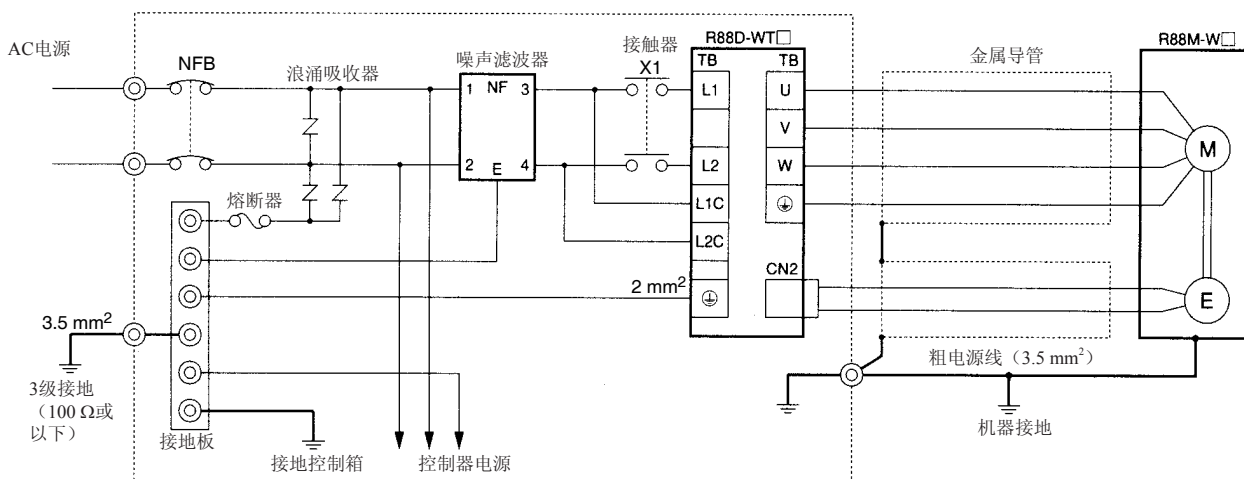 AC电源
NFB
浪涌吸收器
噪声滤波器
接触器
X1
R88D-WT□
金属导管
R88M-W□
1 NF 3
2 E 4
TB TB
L1 U
V
L2 W
L1C
L2C
CN2
M
E
熔断器
2 mm²
3.5 mm²
3级接地
（100 Ω或
以下）
接地板
接地控制箱
控制器电源
粗电源线（3.5 mm²）
机器接地